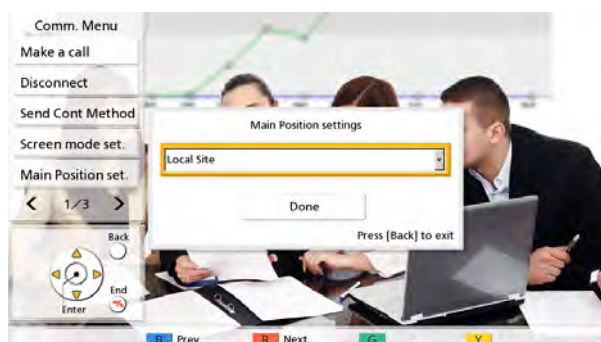 Comm. Menu
Make a call
Disconnect
Send Cont Method
Screen mode set.
Main Position set.
1/3
Back
End
Enter
Main Position settings
Local Site
Done
Press [Back] to exit
B Prev
R Next
G
Y